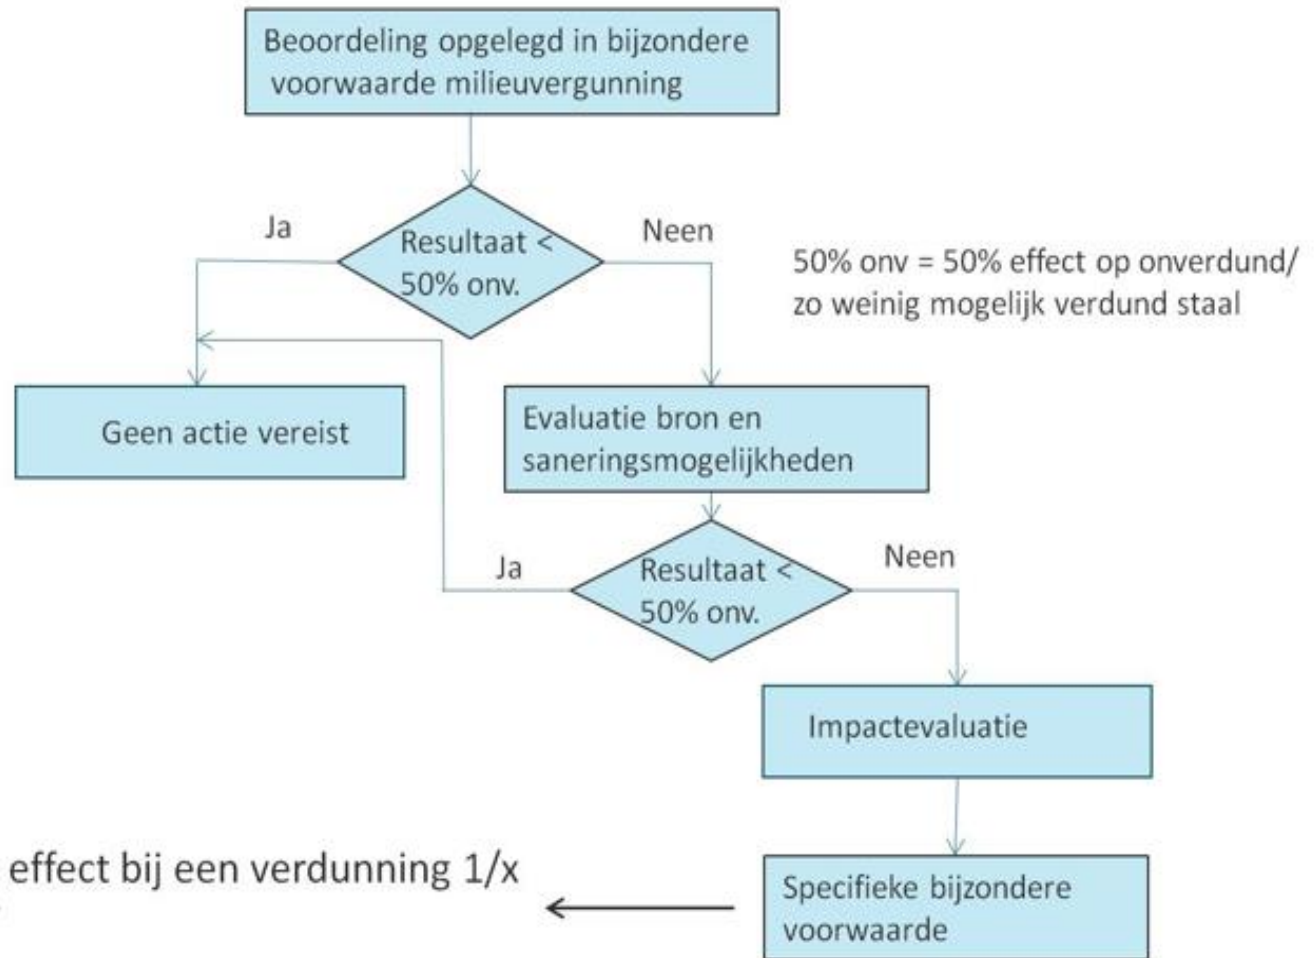 Beoordeling opgelegd in bijzondere
voorwaarde milieuvergunning
Ja
Resultaat <
50% onv.
Neen
50% onv = 50% effect op onverdund/
zo weinig mogelijk verdund staal
Geen actie vereist
Evaluatie bron en
saneringsmogelijkheden
Ja
Resultaat <
50% onv.
Neen
Impactevaluatie
effect bij een verdunning 1/x
Specifieke bijzondere
voorwaarde